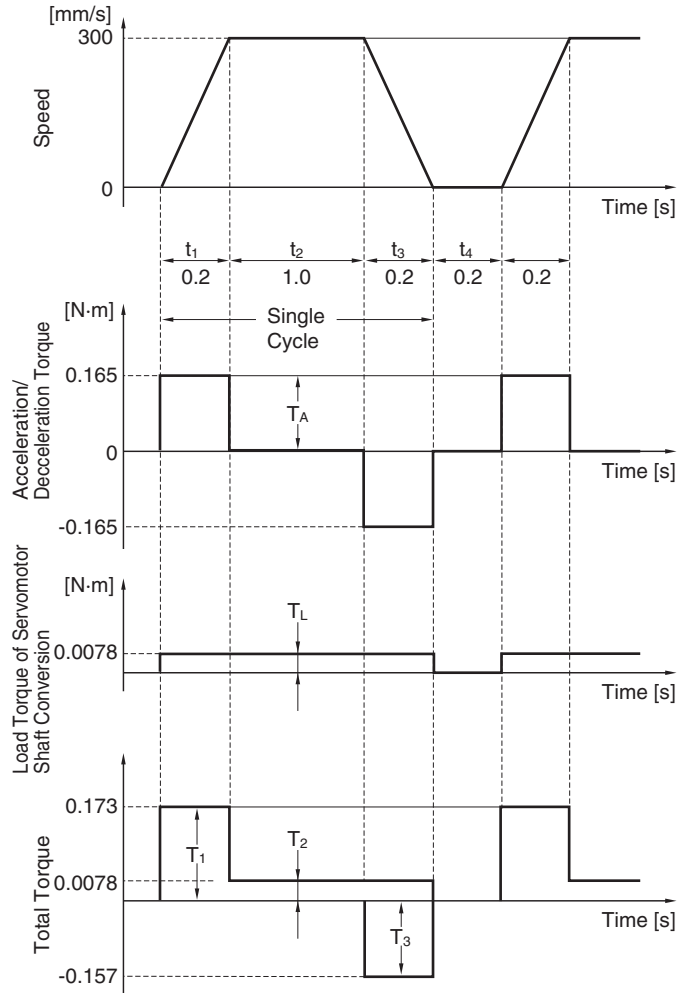 [mm/s]
300
Speed
0
Time [s]
t₁ t₂ t₃ t₄
0.2 1.0 0.2 0.2 0.2
[N·m]
Single
Cycle
0.165
Acceleration/
Decceleration Torque
T_A
0
Time [s]
-0.165
[N·m]
Load Torque of Servomotor
Shaft Conversion
T_L
0.0078
Time [s]
Total Torque
0.173
T₁
T₂
0.0078
Time [s]
T₃
-0.157